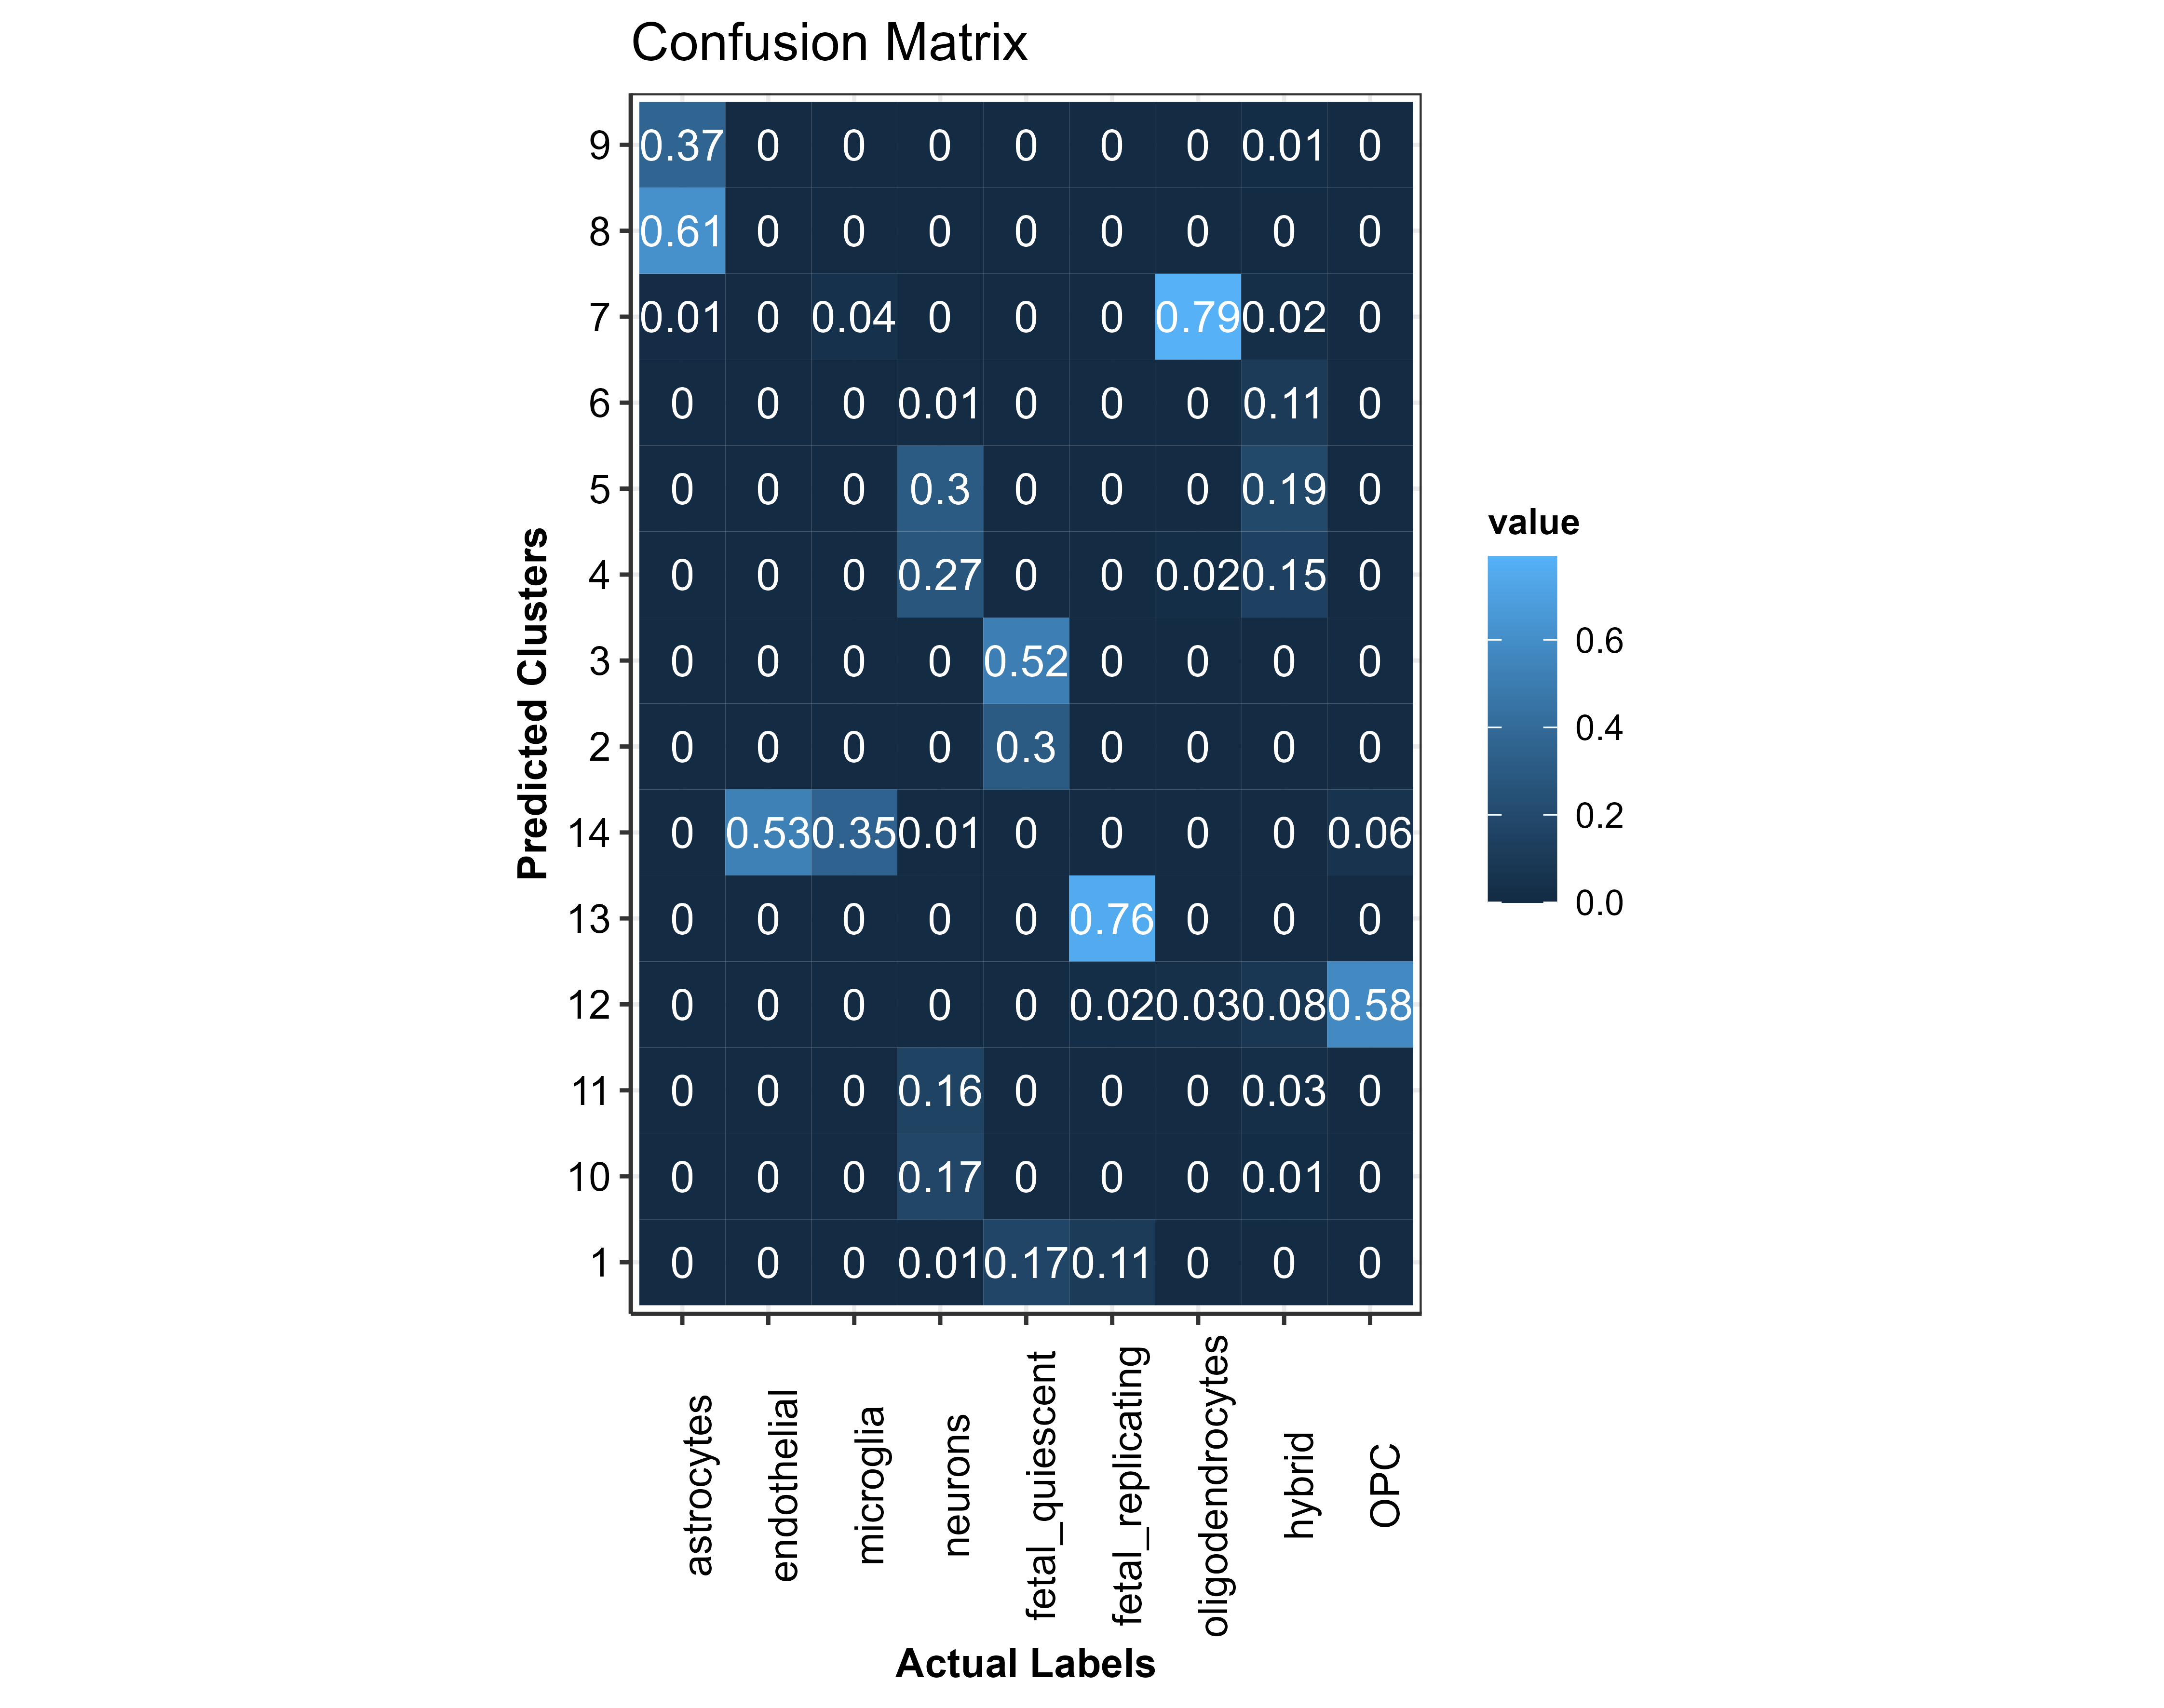 Confusion Matrix
9 0.37 0 0 0 0 0 0 0.01 0
8 0.61 0 0 0 0 0 0 0 0
7 0.01 0 0.04 0 0 0 0.79 0.02 0
6 0 0 0 0.01 0 0 0 0.11 0
5 0 0 0 0.3 0 0 0 0.19 0
4 0 0 0 0.27 0 0 0.02 0.15 0
3 0 0 0 0 0.52 0 0 0 0
2 0 0 0 0 0.3 0 0 0 0
14 0 0.53 0.35 0.01 0 0 0 0 0.06
13 0 0 0 0 0 0.76 0 0 0
12 0 0 0 0 0 0.02 0.03 0.08 0.58
11 0 0 0 0.16 0 0 0 0.03 0
10 0 0 0 0.17 0 0 0 0.01 0
1 0 0 0 0.01 0.17 0.11 0 0 0
Predicted Clusters
astrocytes
endothelial
microglia
neurons
fetal_quiescent
fetal_replicating
oligodendrocytes
hybrid
OPC
Actual Labels
value
0.6
0.4
0.2
0.0